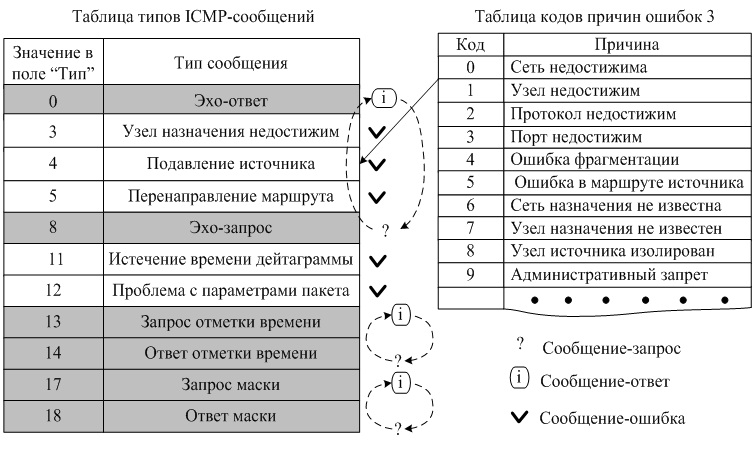 Таблица типов ICMP-сообщений
Значение в поле “Тип” Тип сообщения
0 Эхо-ответ i
3 Узел назначения недостижим
4 Подавление источника
5 Перенаправление маршрута
8 Эхо-запрос ?
11 Истечение времени дейтаграммы
12 Проблема с параметрами пакета
13 Запрос отметки времени i
14 Ответ отметки времени ?
17 Запрос маски i
18 Ответ маски ?
Таблица кодов причин ошибок 3
Код Причина
0 Сеть недостижима
1 Узел недостижим
2 Протокол недостижим
3 Порт недостижим
4 Ошибка фрагментации
5 Ошибка в маршруте источника
6 Сеть назначения не известна
7 Узел назначения не известен
8 Узел источника изолирован
9 Административный запрет
? Сообщение-запрос
i Сообщение-ответ
Сообщение-ошибка